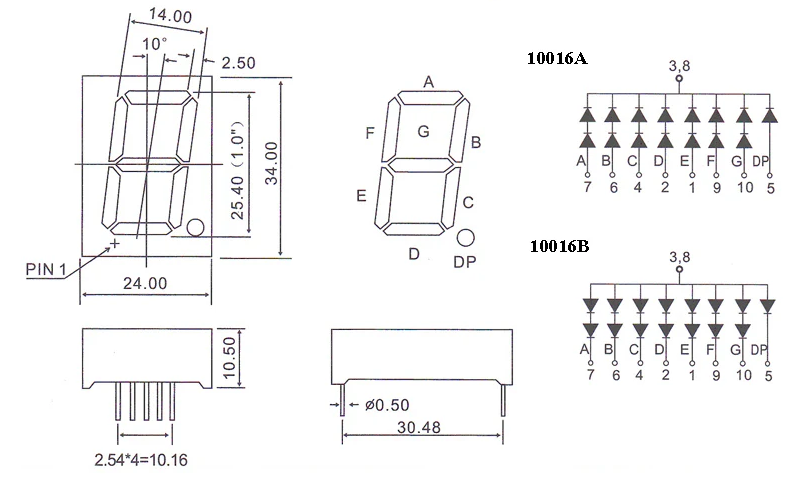 14.00
10°
2.50
25.40 (1.0")
34.00
PIN 1
24.00
A
F
G
B
E
C
D
DP
10016A
3,8
A B C D E F G DP
7 6 4 2 1 9 10 5
10016B
3,8
A B C D E F G DP
7 6 4 2 1 9 10 5
10.50
2.54*4=10.16
Ø0.50
30.48